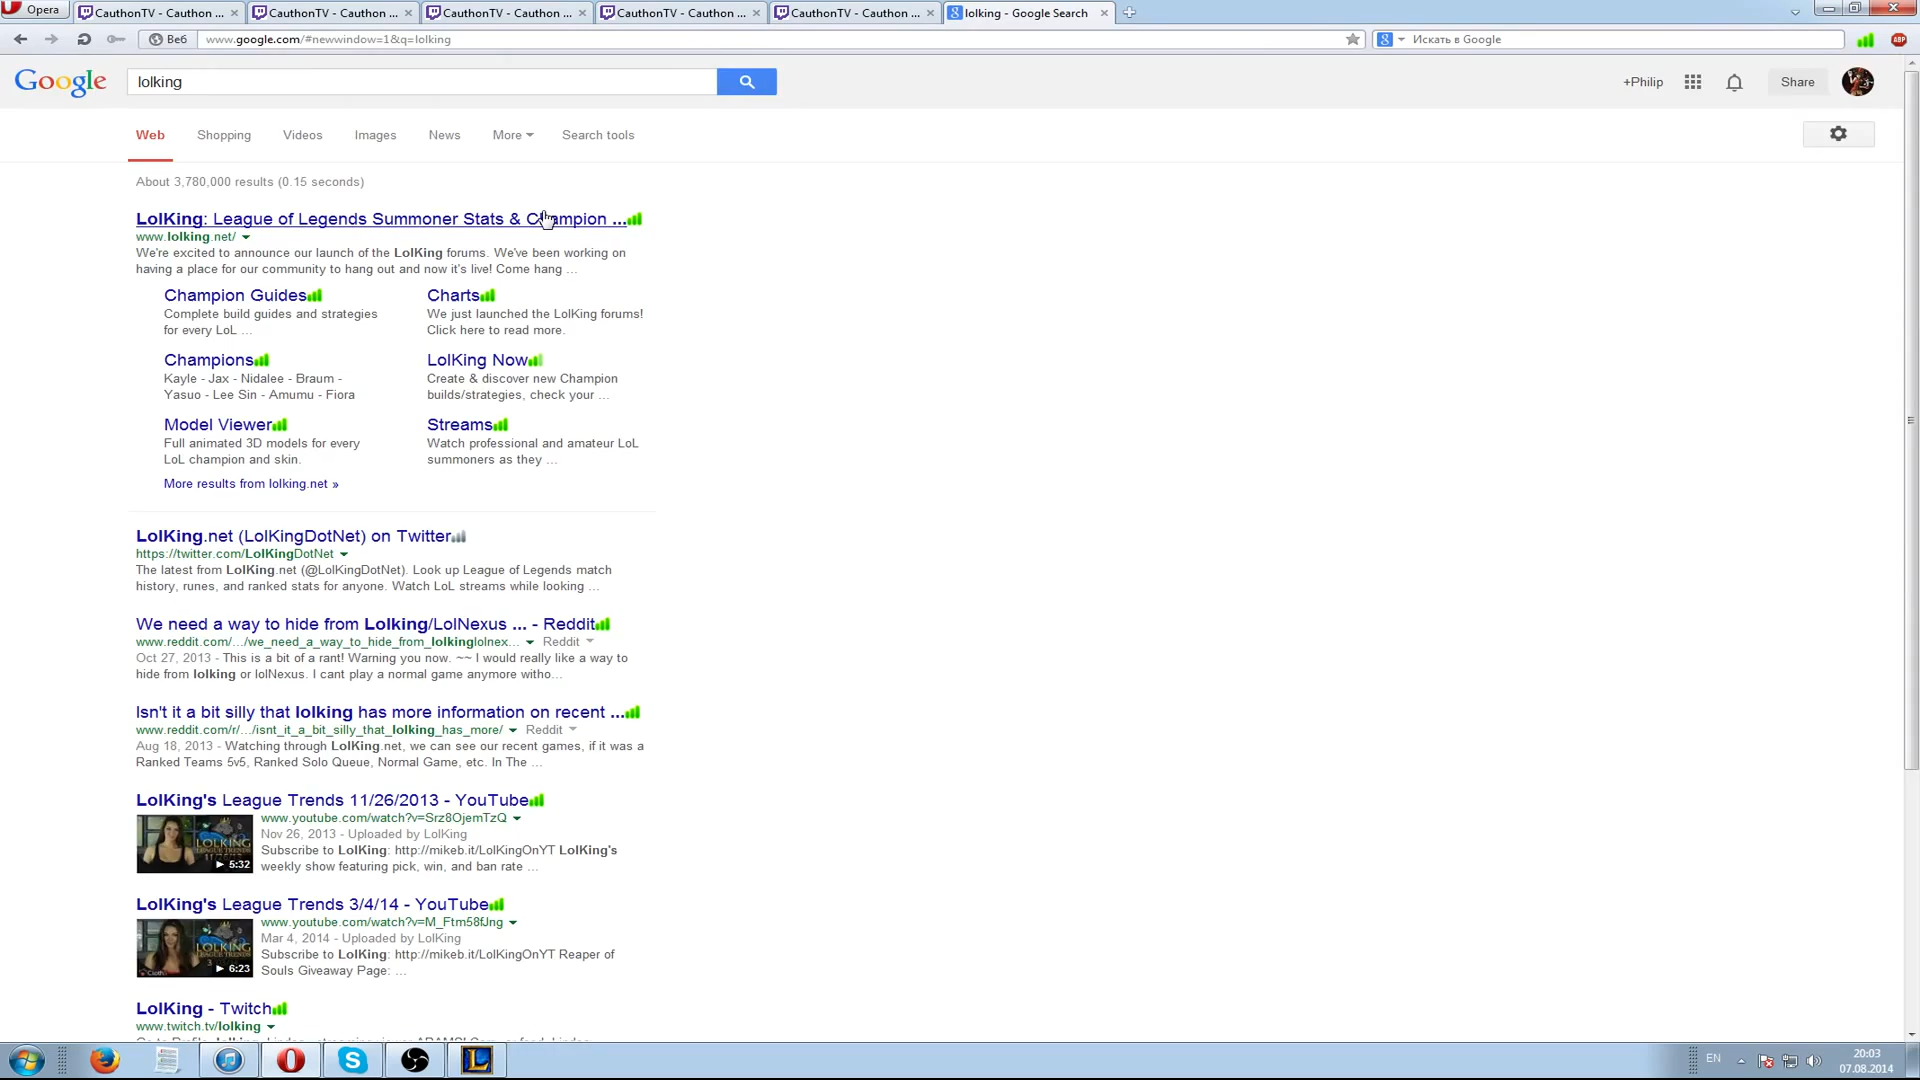 Opera
CauthonTV - Cauthon ...
CauthonTV - Cauthon ...
CauthonTV - Cauthon ...
CauthonTV - Cauthon ...
CauthonTV - Cauthon ...
lolking - Google Search
Веб
www.google.com/#newwindow=1&q=lolking
Искать в Google
ABP
Google
lolking
+Philip
Share
Web
Shopping
Videos
Images
News
More
Search tools
About 3,780,000 results (0.15 seconds)
LolKing: League of Legends Summoner Stats & Champion ...
www.lolking.net/
We're excited to announce our launch of the LolKing forums. We've been working on
having a place for our community to hang out and now it's live! Come hang ...
Champion Guides
Complete build guides and strategies
for every LoL ...
Charts
We just launched the LolKing forums!
Click here to read more.
Champions
Kayle - Jax - Nidalee - Braum -
Yasuo - Lee Sin - Amumu - Fiora
LolKing Now
Create & discover new Champion
builds/strategies, check your ...
Model Viewer
Full animated 3D models for every
LoL champion and skin.
Streams
Watch professional and amateur LoL
summoners as they ...
More results from lolking.net »
LolKing.net (LolKingDotNet) on Twitter
https://twitter.com/LolKingDotNet
The latest from LolKing.net (@LolKingDotNet). Look up League of Legends match
history, runes, and ranked stats for anyone. Watch LoL streams while looking ...
We need a way to hide from Lolking/LolNexus ... - Reddit
www.reddit.com/.../we_need_a_way_to_hide_from_lolkinglolnex... Reddit
Oct 27, 2013 - This is a bit of a rant! Warning you now. ~~ I would really like a way to
hide from lolking or lolNexus. I cant play a normal game anymore witho...
Isn't it a bit silly that lolking has more information on recent ...
www.reddit.com/r/.../isnt_it_a_bit_silly_that_lolking_has_more/ Reddit
Aug 18, 2013 - Watching through LolKing.net, we can see our recent games, if it was a
Ranked Teams 5v5, Ranked Solo Queue, Normal Game, etc. In The ...
LolKing's League Trends 11/26/2013 - YouTube
www.youtube.com/watch?v=Srz8OjemTzQ
Nov 26, 2013 - Uploaded by LolKing
Subscribe to LolKing: http://mikeb.it/LolKingOnYT LolKing's
weekly show featuring pick, win, and ban rate ...
LOLKING
5:32
LolKing's League Trends 3/4/14 - YouTube
www.youtube.com/watch?v=M_Ftm58fJng
Mar 4, 2014 - Uploaded by LolKing
Subscribe to LolKing: http://mikeb.it/LolKingOnYT Reaper of
Souls Giveaway Page: ...
LOLKING
6:23
LolKing - Twitch
www.twitch.tv/lolking
EN
20:03
07.08.2014